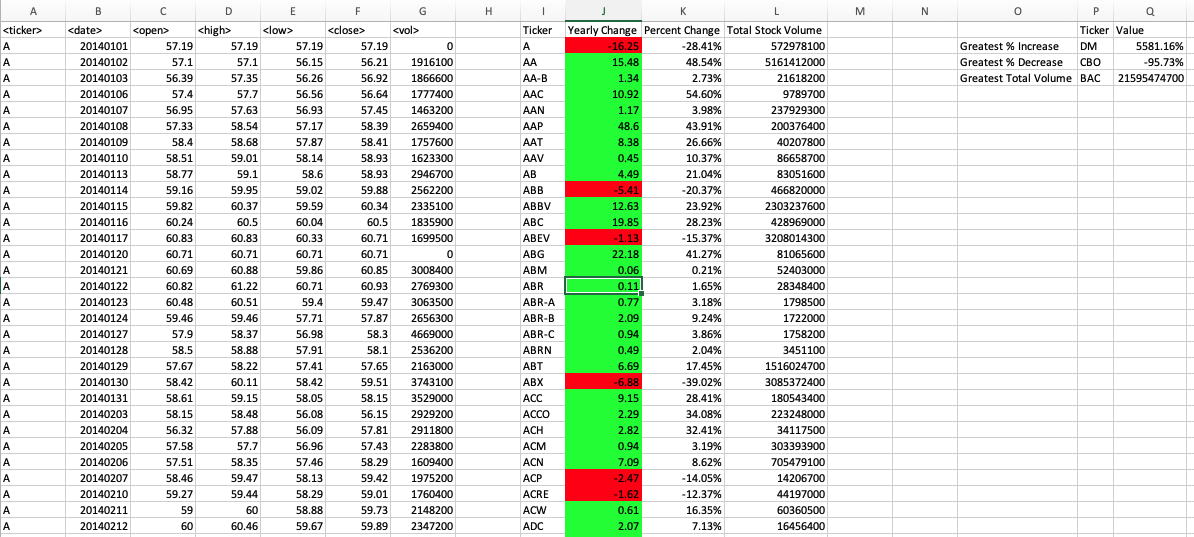 A B C D E F G H I J K L M N O P Q
<ticker> <date> <open> <high> <low> <close> <vol> Ticker Yearly Change Percent Change Total Stock Volume Ticker Value
A 20140101 57.19 57.19 57.19 57.19 0 A -16.25 -28.41% 572978100 Greatest % Increase DM 5581.16%
A 20140102 57.1 57.1 56.15 56.21 1916100 AA 15.48 48.54% 5161412000 Greatest % Decrease CBO -95.73%
A 20140103 56.39 57.35 56.26 56.92 1866600 AA-B 1.34 2.73% 21618200 Greatest Total Volume BAC 21595474700
A 20140106 57.4 57.7 56.56 56.64 1777400 AAC 10.92 54.60% 9789700
A 20140107 56.95 57.63 56.93 57.45 1463200 AAN 1.17 3.98% 237929300
A 20140108 57.33 58.54 57.17 58.39 2659400 AAP 48.6 43.91% 200376400
A 20140109 58.4 58.68 57.87 58.41 1757600 AAT 8.38 26.66% 40207800
A 20140110 58.51 59.01 58.14 58.93 1623300 AAV 0.45 10.37% 86658700
A 20140113 58.77 59.1 58.6 58.93 2946700 AB 4.49 21.04% 83051600
A 20140114 59.16 59.95 59.02 59.88 2562200 ABB -5.41 -20.37% 466820000
A 20140115 59.82 60.37 59.59 60.34 2335100 ABBV 12.63 23.92% 2303237600
A 20140116 60.24 60.5 60.04 60.5 1835900 ABC 19.85 28.23% 428969000
A 20140117 60.83 60.83 60.33 60.71 1699500 ABEV -1.13 -15.37% 3208014300
A 20140120 60.71 60.71 60.71 60.71 0 ABG 22.18 41.27% 81065600
A 20140121 60.69 60.88 59.86 60.85 3008400 ABM 0.06 0.21% 52403000
A 20140122 60.82 61.22 60.71 60.93 2769300 ABR 0.11 1.65% 28348400
A 20140123 60.48 60.51 59.4 59.47 3063500 ABR-A 0.77 3.18% 1798500
A 20140124 59.46 59.46 57.71 57.87 2656300 ABR-B 2.09 9.24% 1722000
A 20140127 57.9 58.37 56.98 58.3 4669000 ABR-C 0.94 3.86% 1758200
A 20140128 58.5 58.88 57.91 58.1 2536200 ABRN 0.49 2.04% 3451100
A 20140129 57.67 58.22 57.41 57.65 2163000 ABT 6.69 17.45% 1516024700
A 20140130 58.42 60.11 58.42 59.51 3743100 ABX -6.88 -39.02% 3085372400
A 20140131 58.61 59.15 58.05 58.15 3529000 ACC 9.15 28.41% 180543400
A 20140203 58.15 58.48 56.08 56.15 2929200 ACCO 2.29 34.08% 223248000
A 20140204 56.32 57.88 56.09 57.81 2911800 ACH 2.82 32.41% 34117500
A 20140205 57.58 57.7 56.96 57.43 2283800 ACM 0.94 3.19% 303393900
A 20140206 57.51 58.35 57.46 58.29 1609400 ACN 7.09 8.62% 705479100
A 20140207 58.46 59.47 58.13 59.42 1975200 ACP -2.47 -14.05% 14206700
A 20140210 59.27 59.44 58.29 59.01 1760400 ACRE -1.62 -12.37% 44197000
A 20140211 59 60 58.88 59.73 2148200 ACW 0.61 16.35% 60360500
A 20140212 60 60.46 59.67 59.89 2347200 ADC 2.07 7.13% 16456400